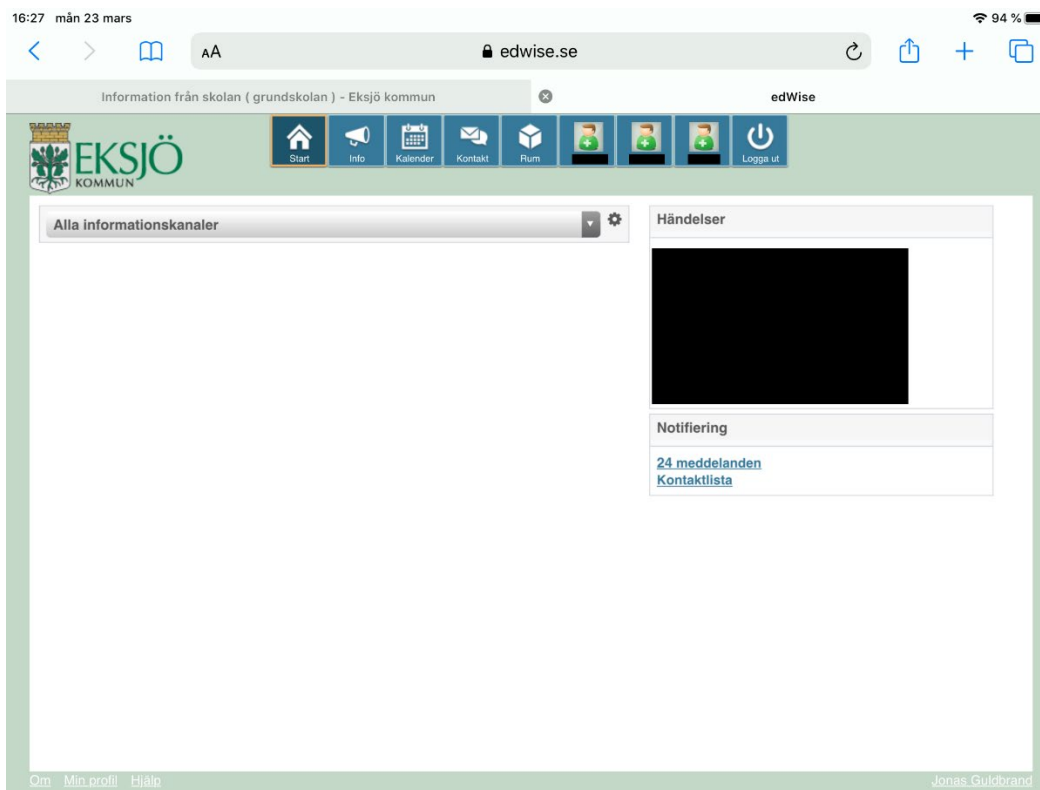 16:27 mån 23 mars
94 %
AA
edwise.se
Information från skolan ( grundskolan ) - Eksjö kommun
edWise
EKSJÖ
KOMMUN
Start
Info
Kalender
Kontakt
Rum
Logga ut
Alla informationskanaler
Händelser
Notifiering
24 meddelanden
Kontaktlista
Om Min profil Hjälp
Jonas Guldbrand